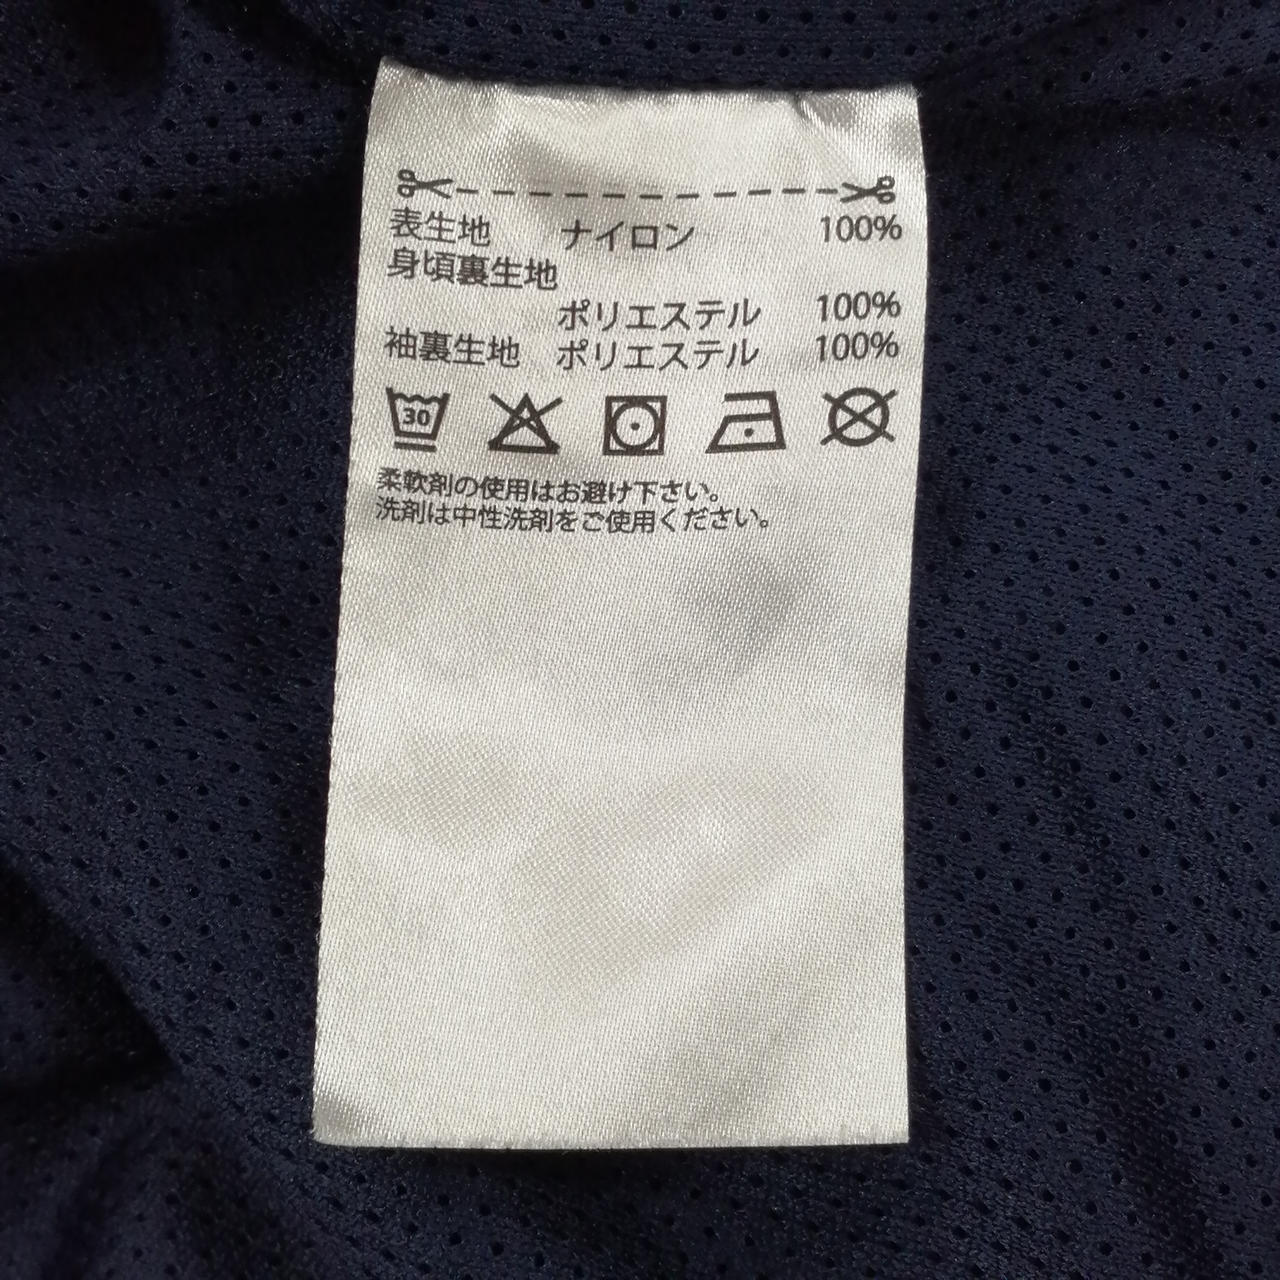 表生地 ナイロン 100%
身頃裏生地
ポリエステル 100%
袖裏生地 ポリエステル 100%
30
柔軟剤の使用はお避け下さい。
洗剤は中性洗剤をご使用ください。